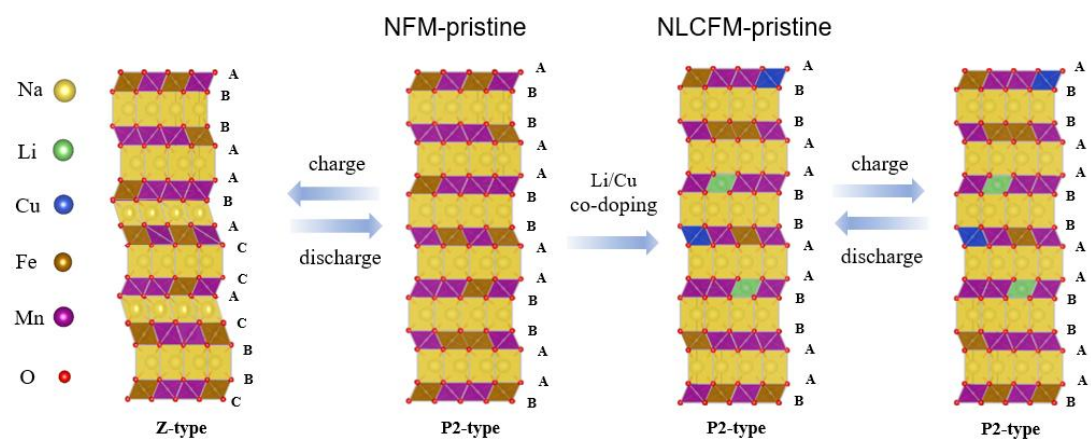 NFM-pristine
NLCFM-pristine
Na
Li
Cu
Fe
Mn
O
A
B
B
A
A
B
A
C
C
A
C
B
B
C
Z-type
charge
discharge
A
B
B
A
A
B
B
A
A
B
B
A
A
B
P2-type
Li/Cu
co-doping
A
B
B
A
A
B
B
A
A
B
B
A
A
B
P2-type
charge
discharge
A
B
B
A
A
B
B
A
A
B
B
A
A
B
P2-type